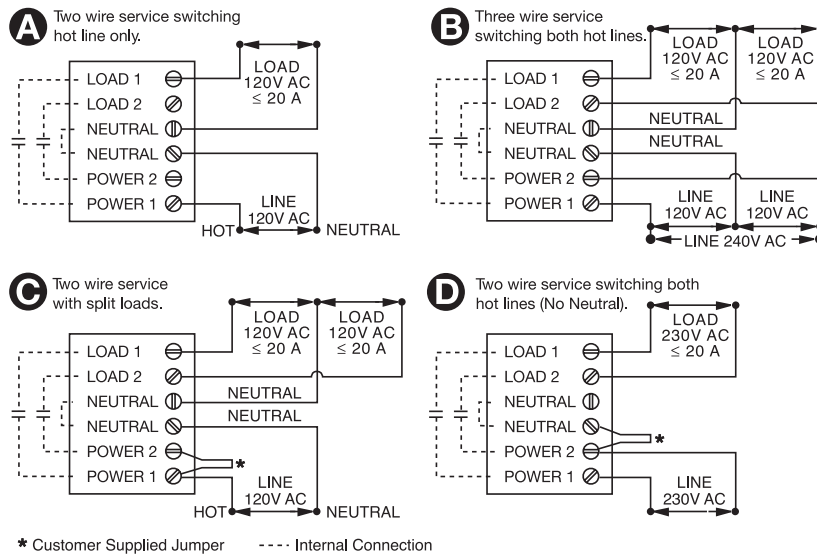 A Two wire service switching
hot line only.
LOAD
120V AC
≤ 20 A
LOAD 1
LOAD 2
NEUTRAL
NEUTRAL
POWER 2
POWER 1
LINE
120V AC
HOT
NEUTRAL
B Three wire service
switching both hot lines.
LOAD
120V AC
≤ 20 A
LOAD
120V AC
≤ 20 A
LOAD 1
LOAD 2
NEUTRAL
NEUTRAL
POWER 2
POWER 1
NEUTRAL
NEUTRAL
LINE
120V AC
LINE
120V AC
LINE 240V AC
C Two wire service
with split loads.
LOAD
120V AC
≤ 20 A
LOAD
120V AC
≤ 20 A
LOAD 1
LOAD 2
NEUTRAL
NEUTRAL
POWER 2
POWER 1
NEUTRAL
NEUTRAL
*
LINE
120V AC
HOT
NEUTRAL
D Two wire service switching both
hot lines (No Neutral).
LOAD
230V AC
≤ 20 A
LOAD 1
LOAD 2
NEUTRAL
NEUTRAL
POWER 2
POWER 1
*
LINE
230V AC
* Customer Supplied Jumper ---- Internal Connection